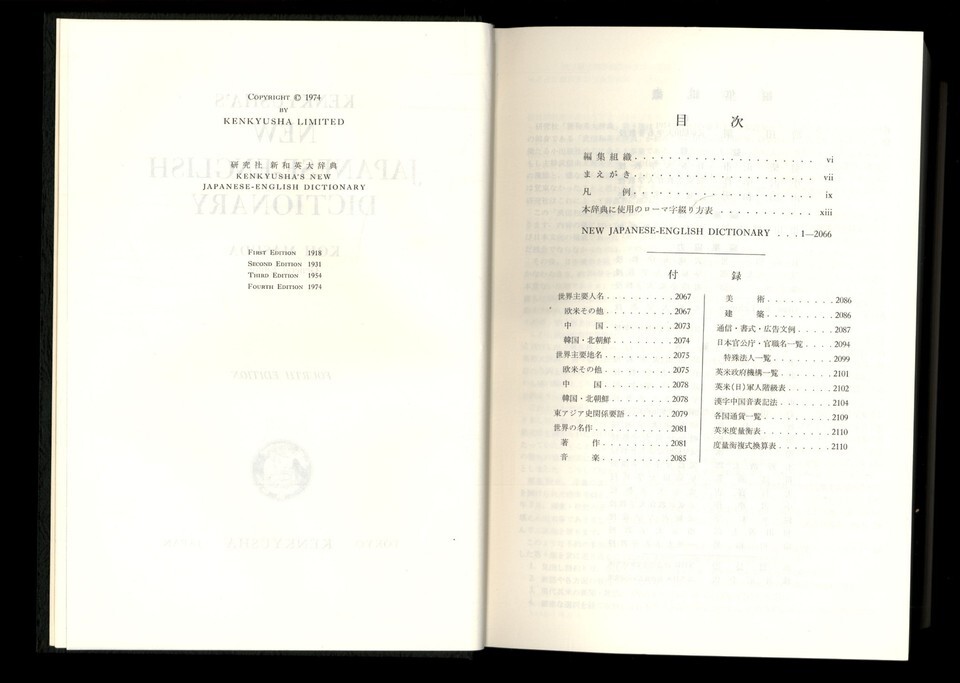 COPYRIGHT © 1974
BY
KENKYUSHA LIMITED
研究社 新和英大辞典
KENKYUSHA'S NEW
JAPANESE-ENGLISH DICTIONARY
FIRST EDITION 1918
SECOND EDITION 1931
THIRD EDITION 1954
FOURTH EDITION 1974
目 次
編集組織 . . . . . . . . . . . . . . . . . . . . . vi
まえがき . . . . . . . . . . . . . . . . . . . . . vii
凡 例 . . . . . . . . . . . . . . . . . . . . . ix
本辞典に使用のローマ字綴り方表 . . . . . . . . . . . xiii
NEW JAPANESE-ENGLISH DICTIONARY . . . 1—2066
付 録
世界主要人名 . . . . . . . . . 2067
欧米その他 . . . . . . . . . 2067
中 国 . . . . . . . . . 2073
韓国・北朝鮮 . . . . . . . . 2074
世界主要地名 . . . . . . . . . 2075
欧米その他 . . . . . . . . . 2075
中 国 . . . . . . . . . 2078
韓国・北朝鮮 . . . . . . . . 2078
東アジア史関係要語 . . . . . . 2079
世界の名作 . . . . . . . . . . 2081
著 作 . . . . . . . . . 2081
音 楽 . . . . . . . . . 2085
美 術 . . . . . . . . . 2086
建 築 . . . . . . . . . 2086
通信・書式・広告文例 . . . . . 2087
日本官公庁・官職名一覧 . . . . 2094
特殊法人一覧 . . . . . . . . 2099
英米政府機構一覧 . . . . . . . 2101
英米(日)軍人階級表 . . . . . . 2102
漢字中国音表記法 . . . . . . . 2104
各国通貨一覧 . . . . . . . . . 2109
英米度量衡表 . . . . . . . . . 2110
度量衡複式換算表 . . . . . . . 2110